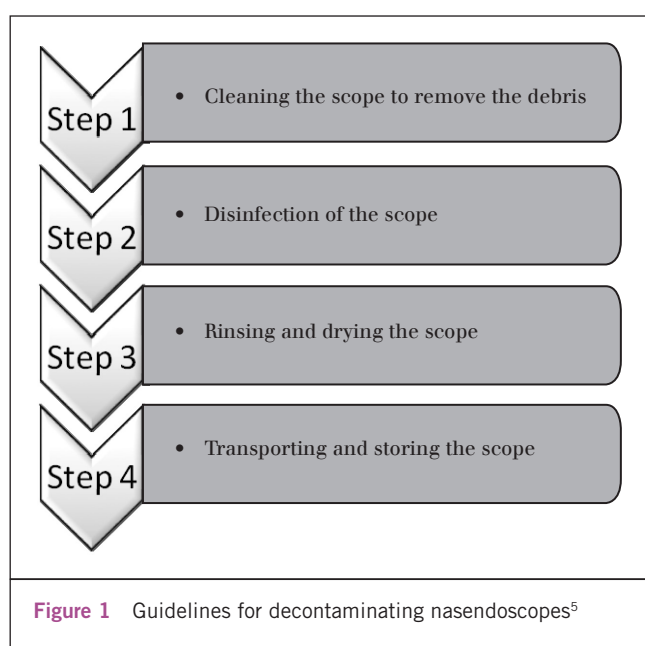 Step 1
• Cleaning the scope to remove the debris
Step 2
• Disinfection of the scope
Step 3
• Rinsing and drying the scope
Step 4
• Transporting and storing the scope
Figure 1 Guidelines for decontaminating nasendoscopes⁵